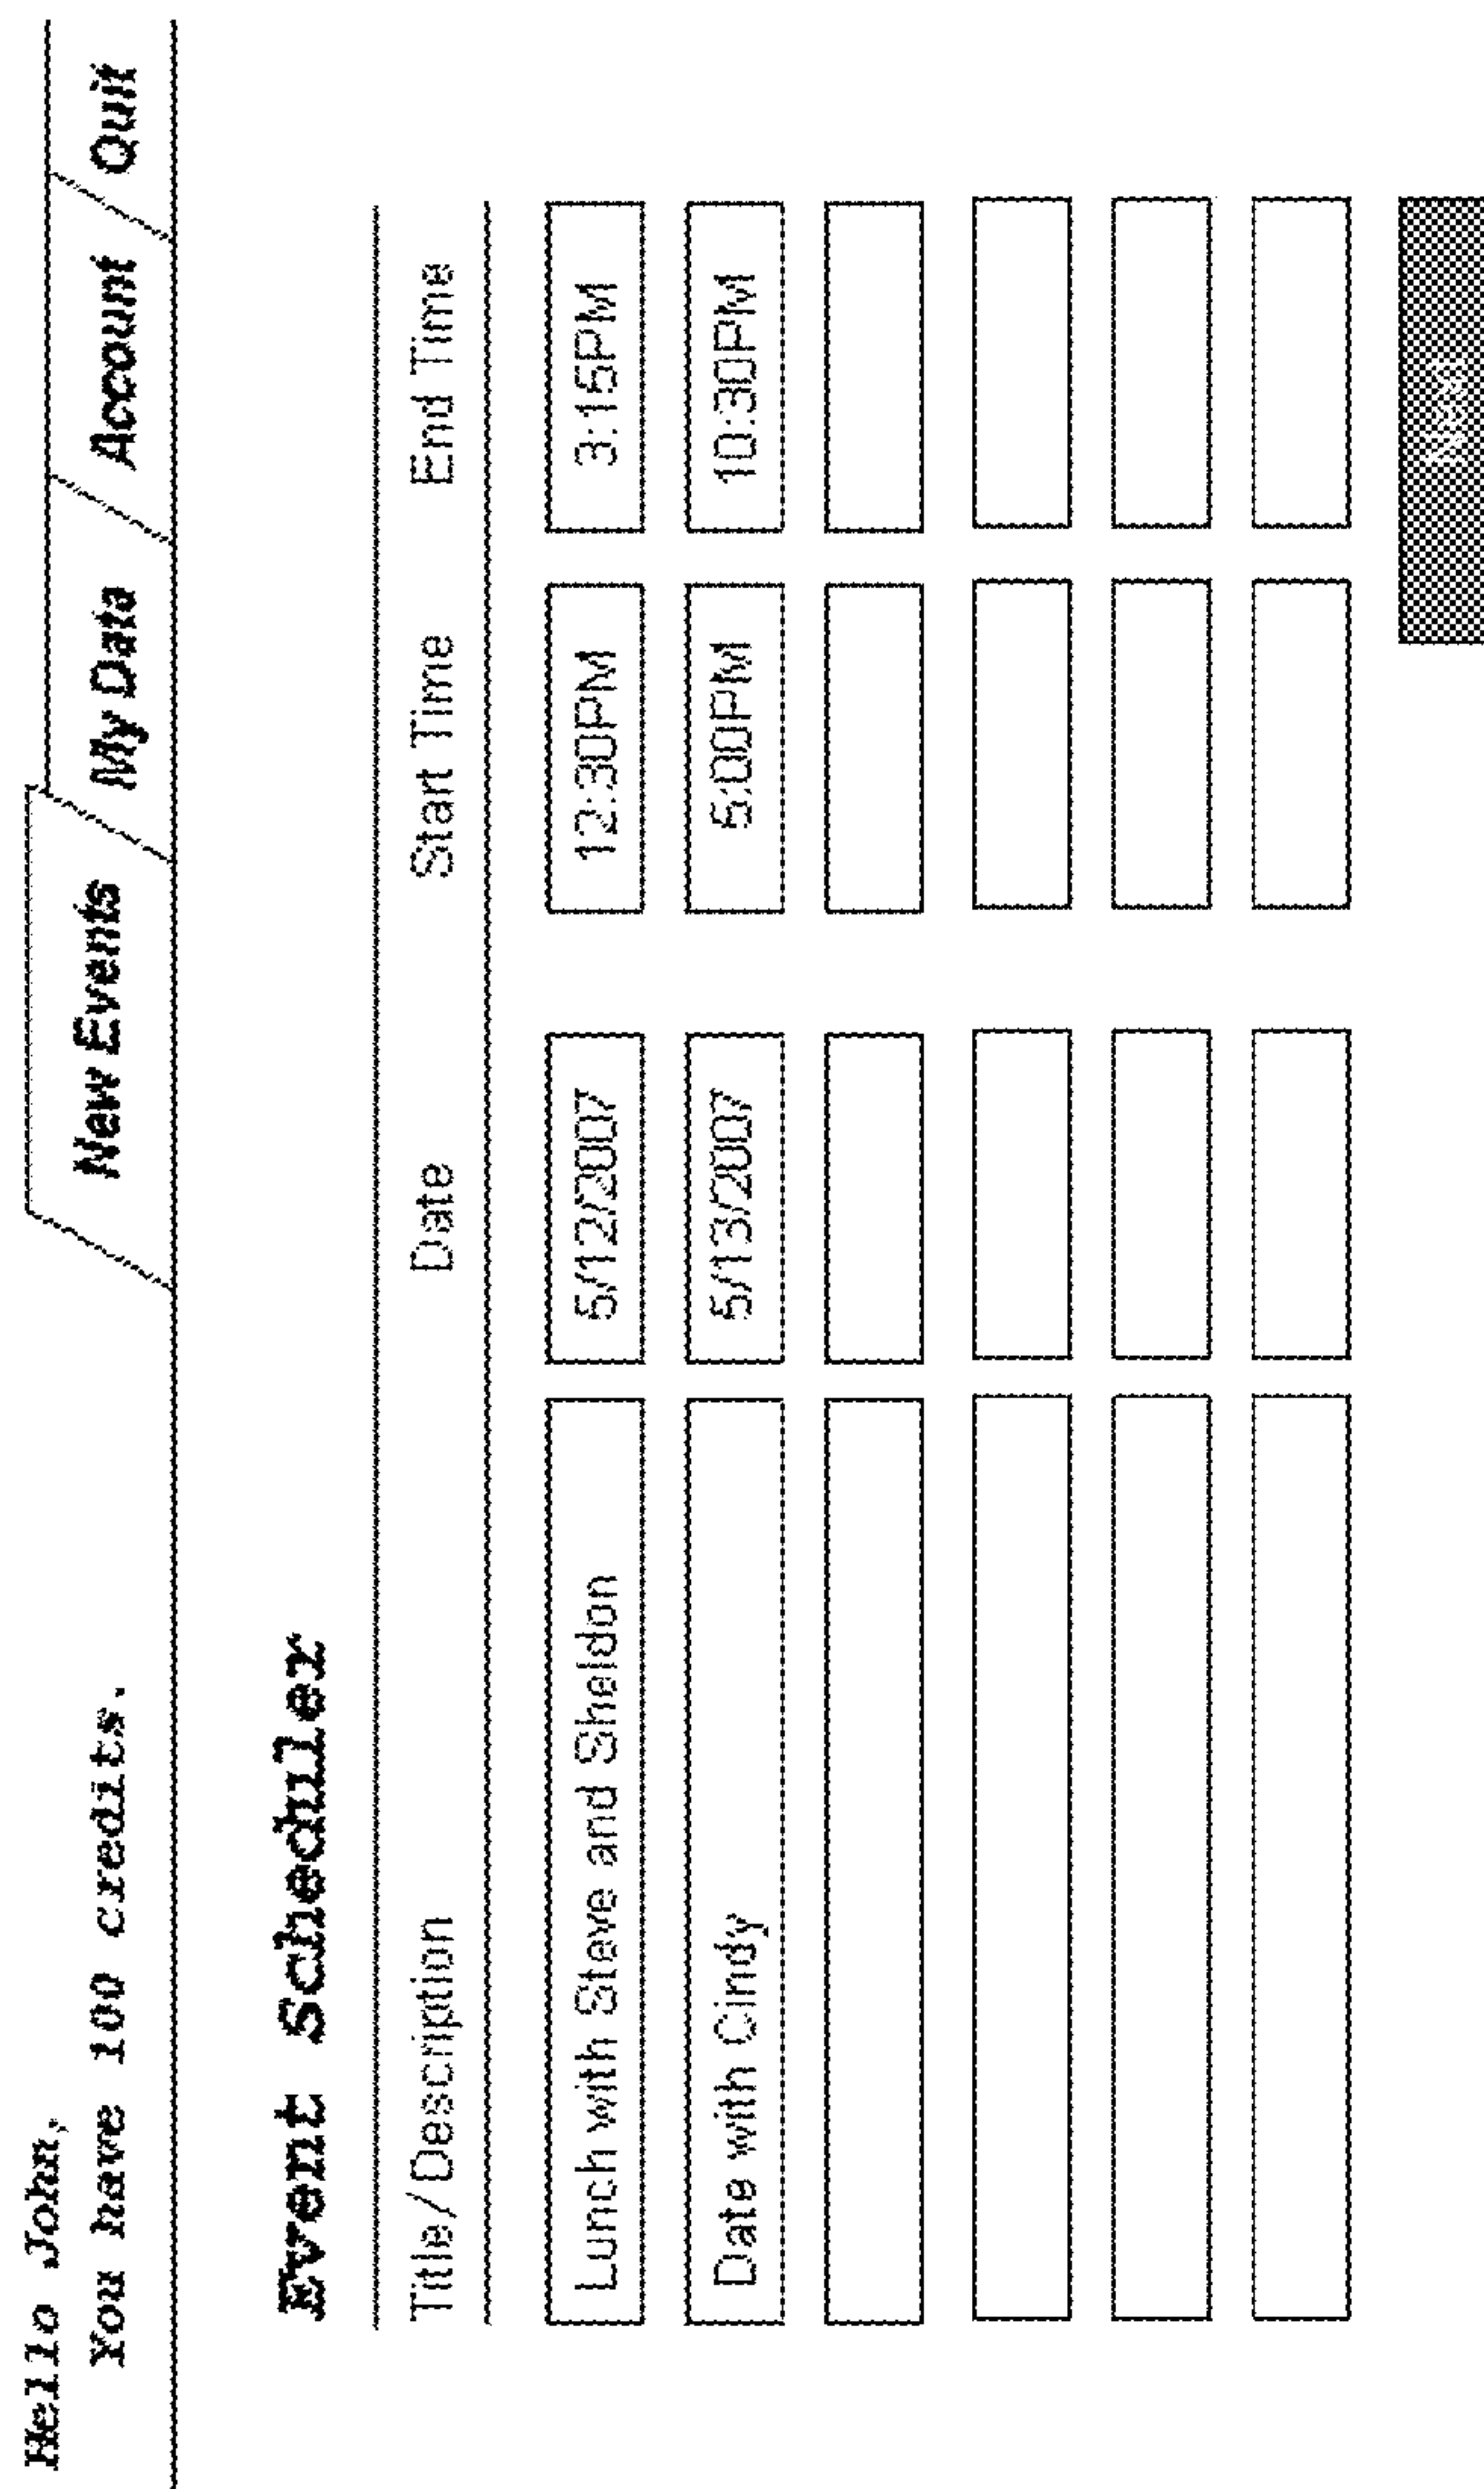 Hello John,
You have 100 credits.
New Events My Data Account Quit
Event Scheduler
Title/Description Date Start Time End Time
Lunch with Steve and Sheldon 5/12/2007 12:30PM 3:15PM
Date with Cindy 5/13/2007 5:00PM 10:30PM